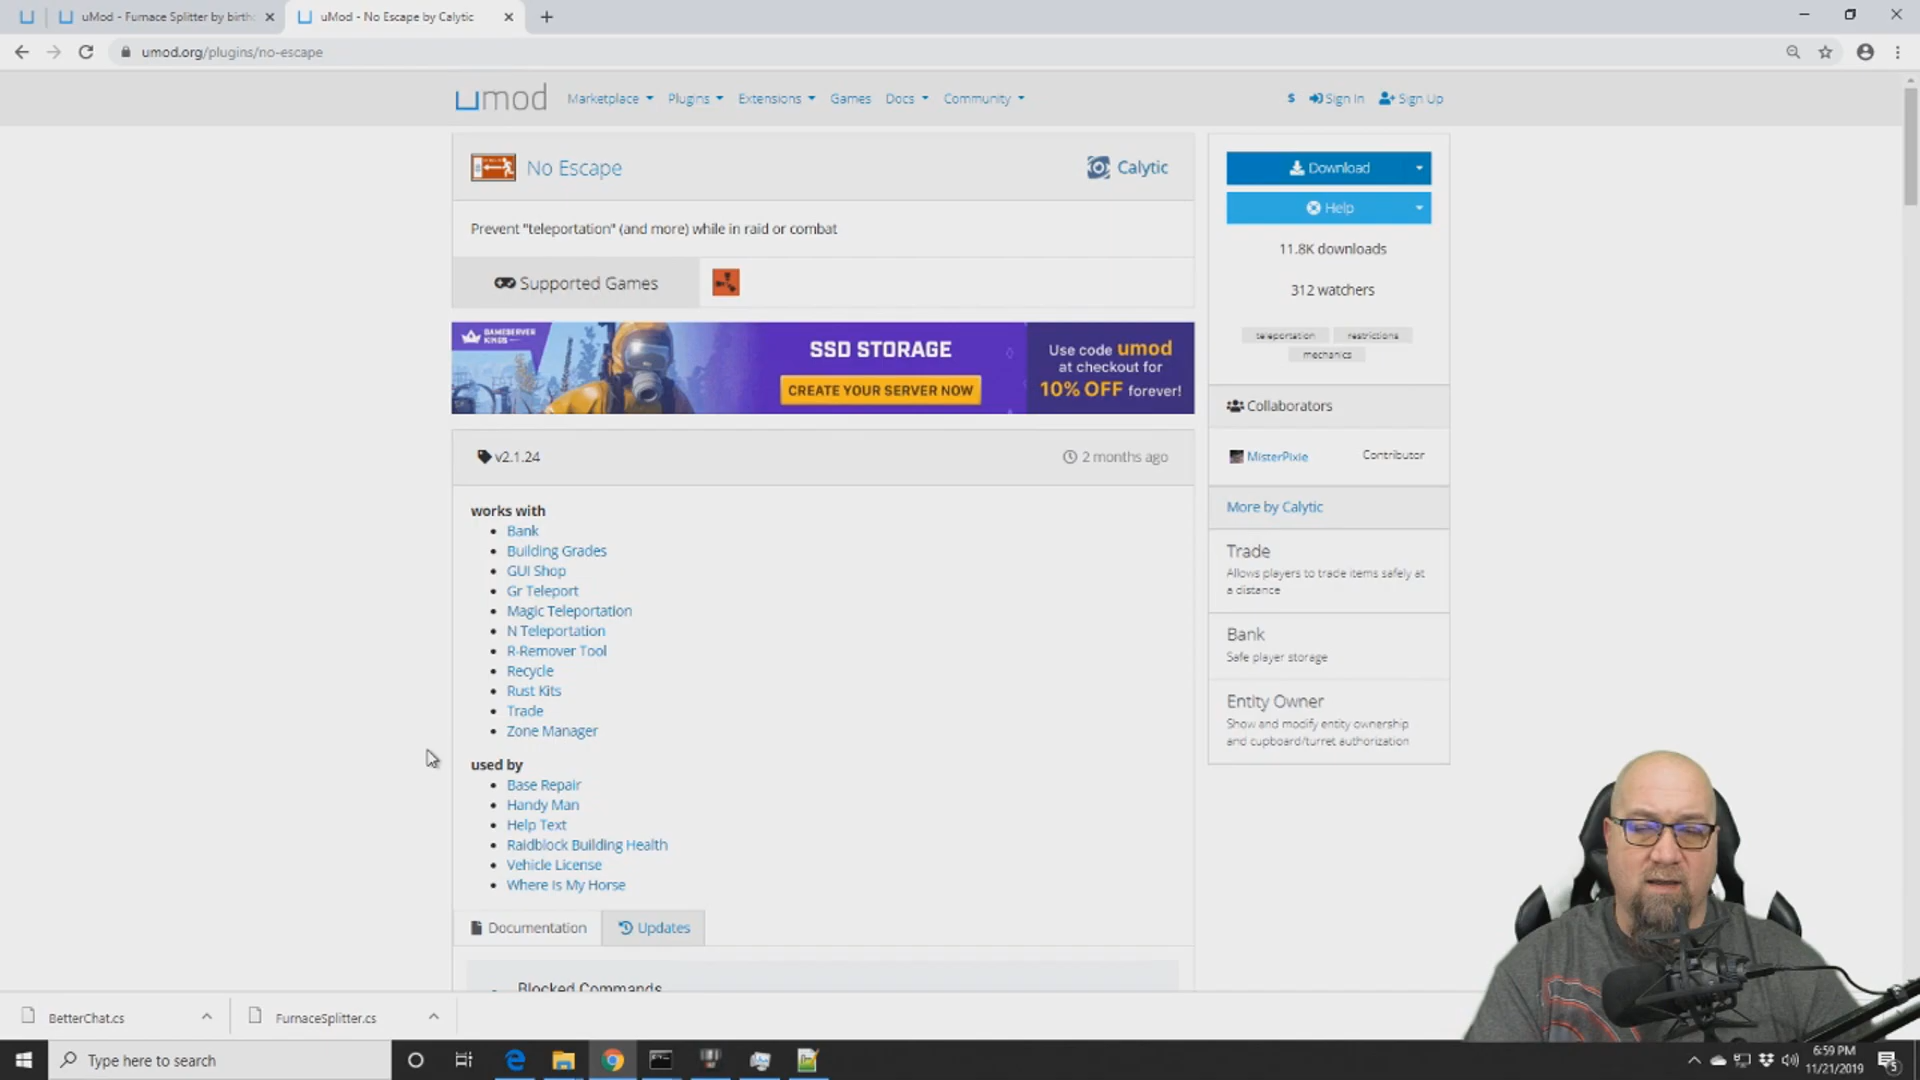 uMod - Furnace Splitter by birth
uMod - No Escape by Calytic
umod.org/plugins/no-escape
umod
Marketplace
Plugins
Extensions
Games
Docs
Community
$
Sign In
Sign Up
No Escape
Calytic
Prevent "teleportation" (and more) while in raid or combat
Supported Games
GAMESERVER
KINGS
SSD STORAGE
CREATE YOUR SERVER NOW
Use code umod
at checkout for
10% OFF forever!
v2.1.24
2 months ago
works with
Bank
Building Grades
GUI Shop
Gr Teleport
Magic Teleportation
N Teleportation
R-Remover Tool
Recycle
Rust Kits
Trade
Zone Manager
used by
Base Repair
Handy Man
Help Text
Raidblock Building Health
Vehicle License
Where Is My Horse
Documentation
Updates
Blocked Commands
Download
Help
11.8K downloads
312 watchers
teleportation
restrictions
mechanics
Collaborators
MisterPixie
Contributor
More by Calytic
Trade
Allows players to trade items safely at
a distance
Bank
Safe player storage
Entity Owner
Show and modify entity ownership
and cupboard/turret authorization
BetterChat.cs
FurnaceSplitter.cs
Type here to search
6:59 PM
11/21/2019
5